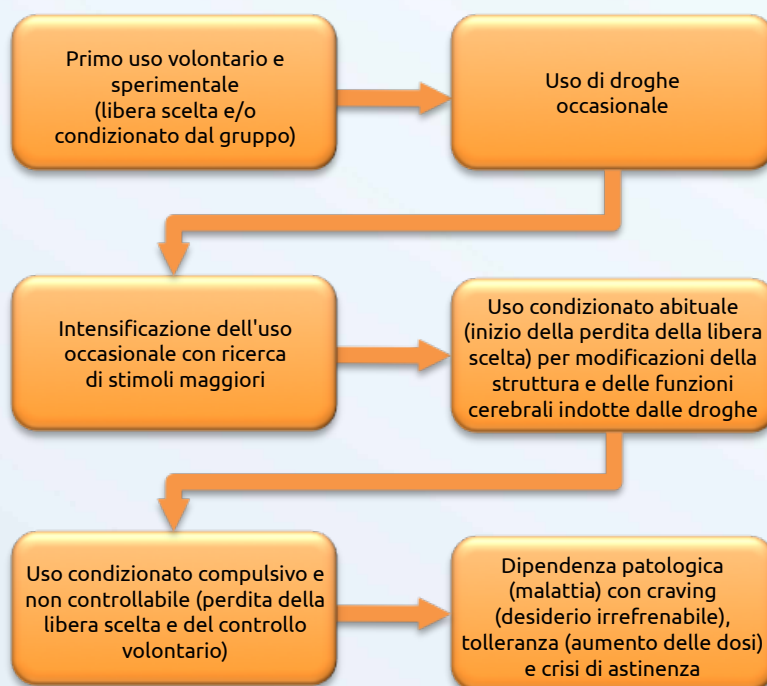 Primo uso volontario e
sperimentale
(libera scelta e/o
condizionato dal gruppo)
Uso di droghe
occasionale
Intensificazione dell'uso
occasionale con ricerca
di stimoli maggiori
Uso condizionato abituale
(inizio della perdita della libera
scelta) per modificazioni della
struttura e delle funzioni
cerebrali indotte dalle droghe
Uso condizionato compulsivo e
non controllabile (perdita della
libera scelta e del controllo
volontario)
Dipendenza patologica
(malattia) con craving
(desiderio irrefrenabile),
tolleranza (aumento delle dosi)
e crisi di astinenza